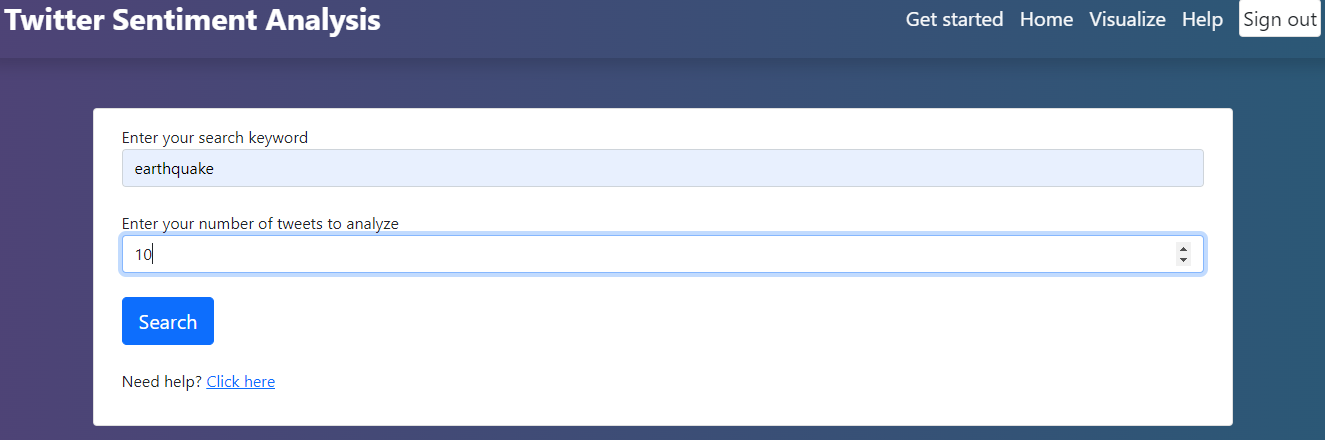 Twitter Sentiment Analysis Get started Home Visualize Help Sign out
Enter your search keyword
earthquake
Enter your number of tweets to analyze
10
Search
Need help? Click here